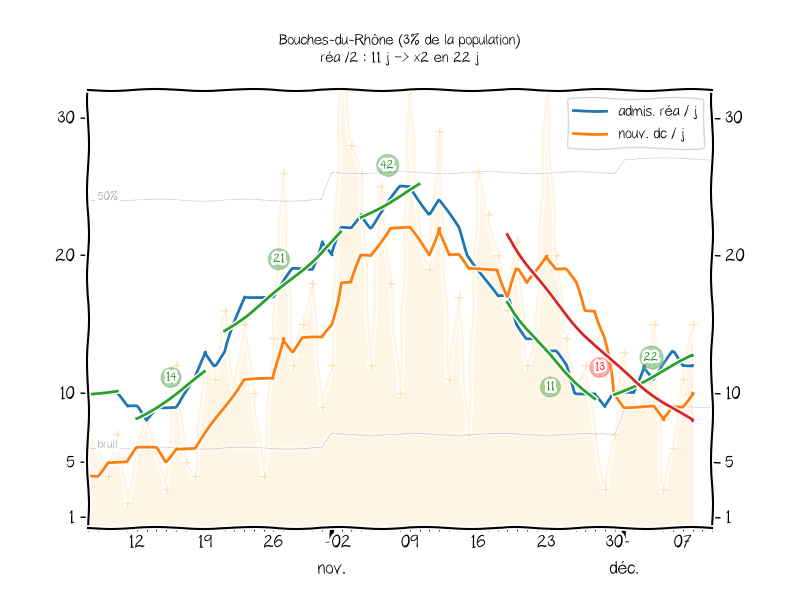 Bouches-du-Rhône (3% de la population)
réa /2 : 11 j -> x2 en 22 j
admis. réa / j
nouv. dc / j
30
20
10
5
1
30
20
10
5
1
50%
bruit
14
21
42
11
13
22
12 19 26 02 09 16 23 30 07
nov. déc.